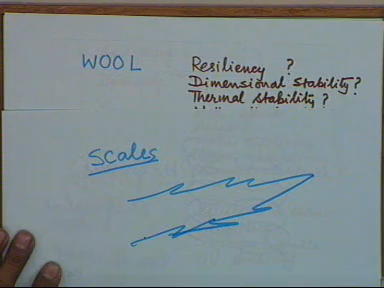 WOOL
Resiliency ?
Dimensional Stability?
Thermal Stability?
Scales